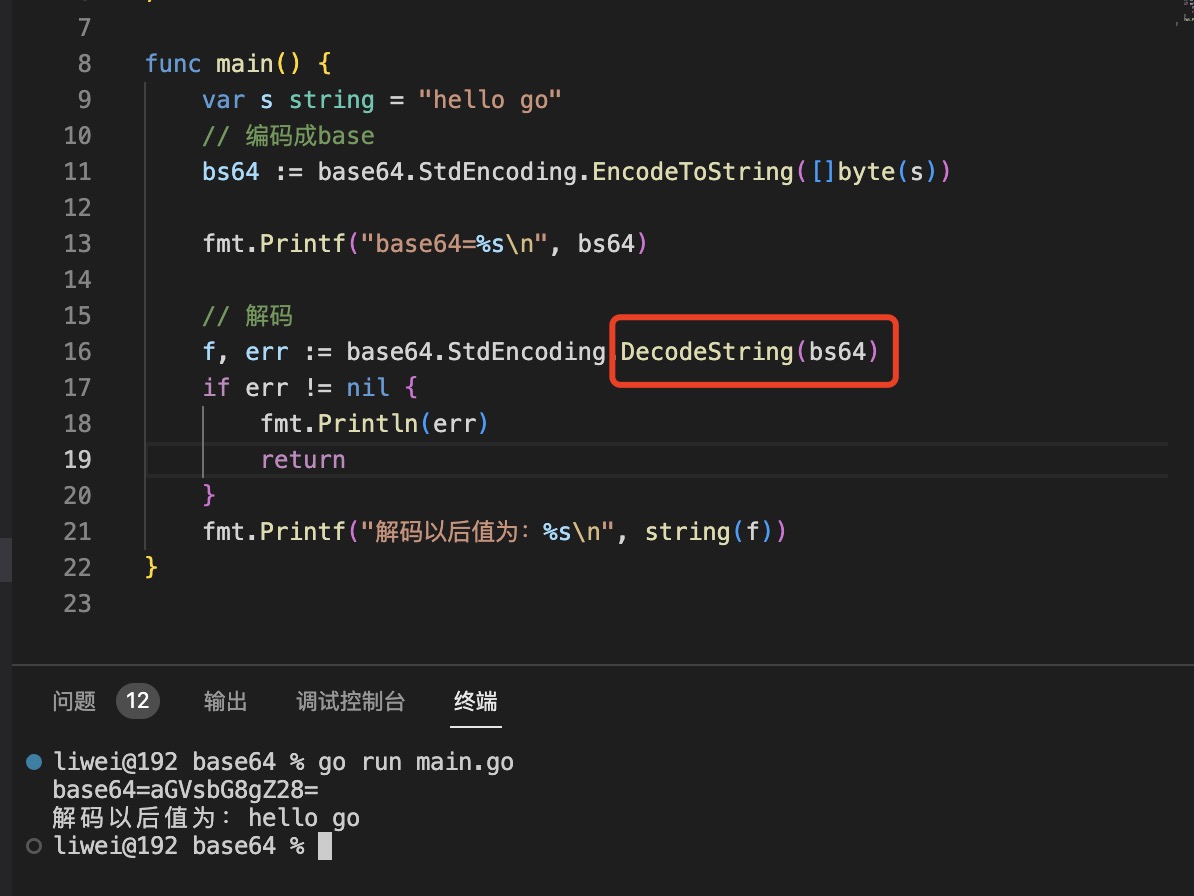 7
8 func main() {
9 var s string = "hello go"
10 // 编码成base
11 bs64 := base64.StdEncoding.EncodeToString([]byte(s))
12
13 fmt.Printf("base64=%s\n", bs64)
14
15 // 解码
16 f, err := base64.StdEncoding.DecodeString(bs64)
17 if err != nil {
18 fmt.Println(err)
19 return
20 }
21 fmt.Printf("解码以后值为：%s\n", string(f))
22 }
23
问题 12 输出 调试控制台 终端
liwei@192 base64 % go run main.go
base64=aGVsbG8gZ28=
解码以后值为：hello go
liwei@192 base64 %